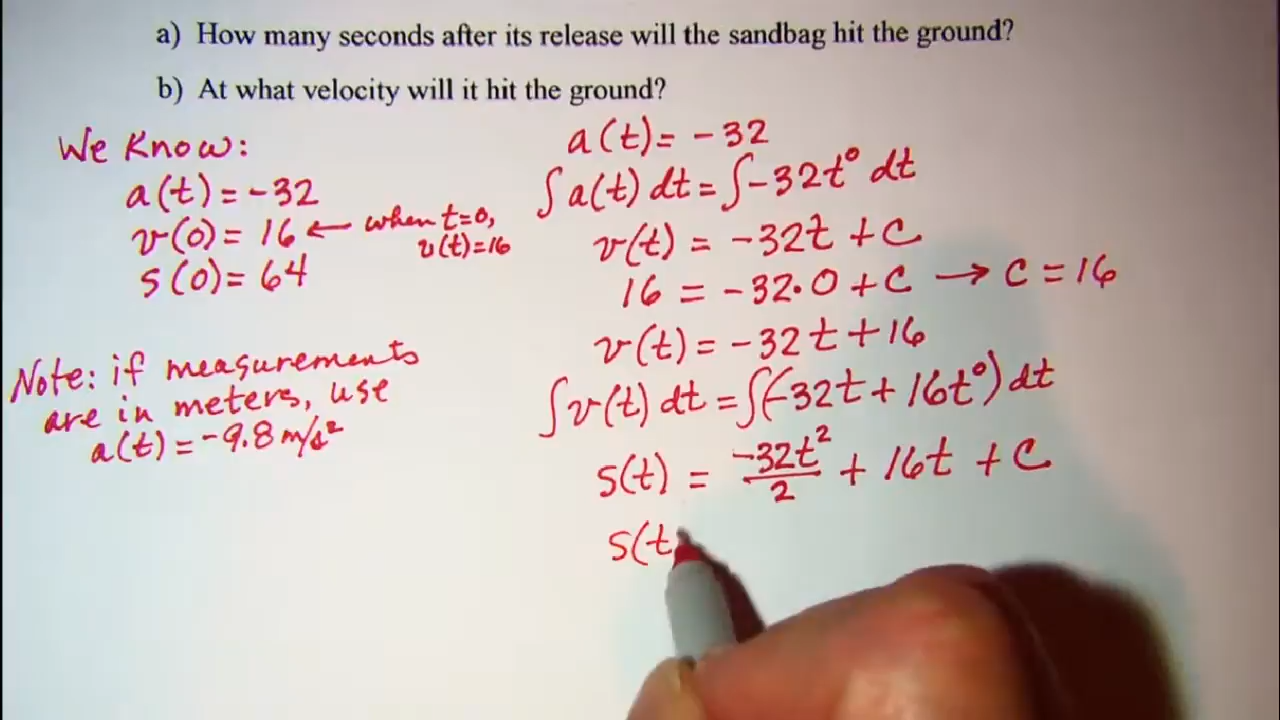 a) How many seconds after its release will the sandbag hit the ground?
b) At what velocity will it hit the ground?
We Know:
a(t) = -32
v(0) = 16 ← when t=0,
v(t)=16
s(0) = 64
Note: if measurements
are in meters, use
a(t) = -9.8 m/s²
a(t) = -32
∫a(t) dt = ∫-32t⁰ dt
v(t) = -32t + C
16 = -32·0 + C → C = 16
v(t) = -32t + 16
∫v(t) dt = ∫(-32t + 16t⁰) dt
s(t) = -32t²/2 + 16t + C
s(t